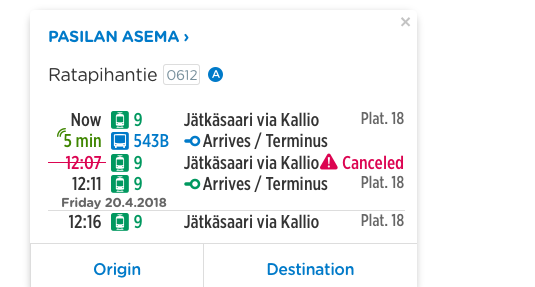 ×
PASILAN ASEMA ›
Ratapihantie 0612 A
Now 9 Jätkäsaari via Kallio Plat. 18
5 min 543B Arrives / Terminus
12:07 9 Jätkäsaari via Kallio Canceled
12:11 9 Arrives / Terminus Plat. 18
Friday 20.4.2018
12:16 9 Jätkäsaari via Kallio Plat. 18
Origin Destination